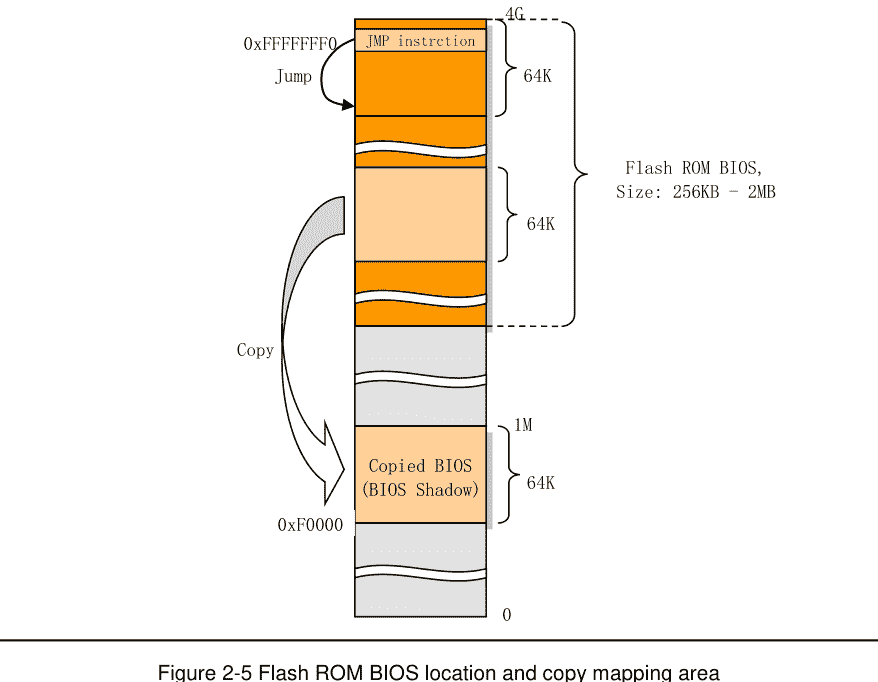 4G
0xFFFFFFF0
JMP instrction
Jump
64K
Flash ROM BIOS,
Size: 256KB - 2MB
64K
Copy
1M
Copied BIOS
(BIOS Shadow)
64K
0xF0000
0
Figure 2-5 Flash ROM BIOS location and copy mapping area